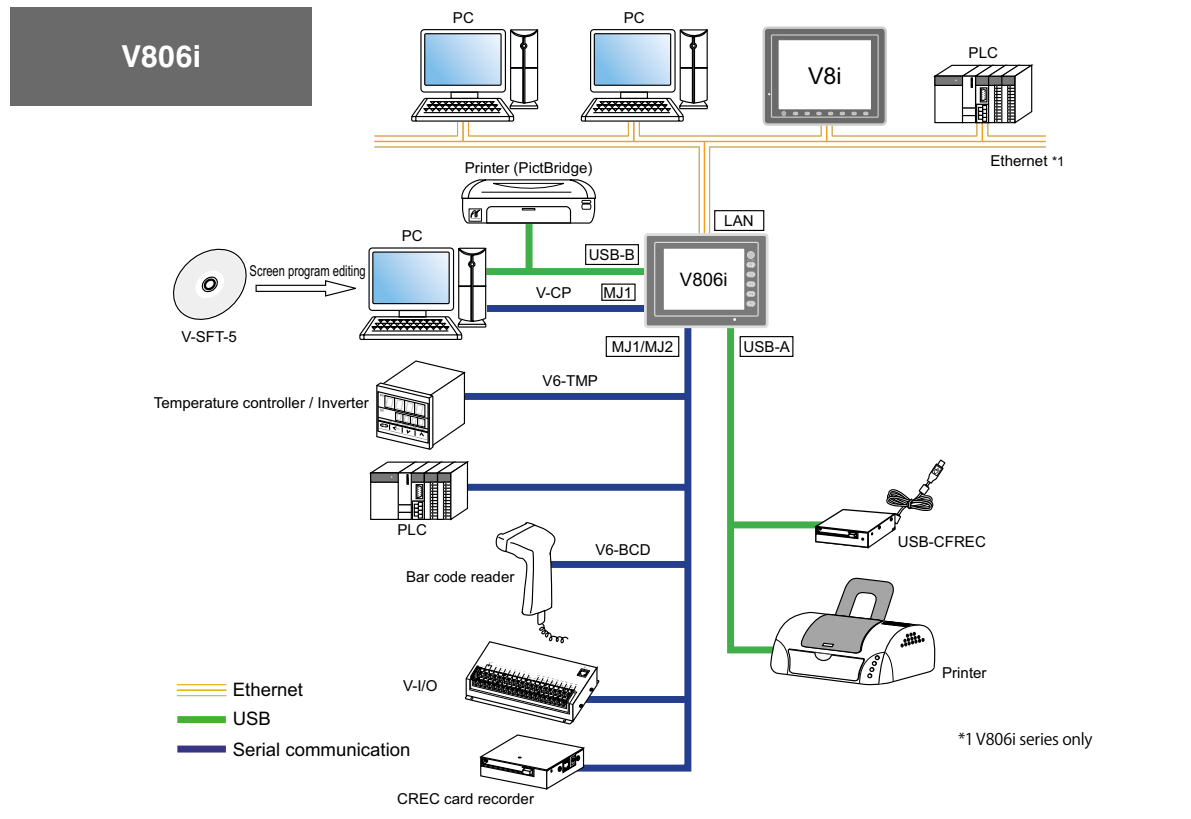 V806i
PC
PC
V8i
PLC
Ethernet *1
Printer (PictBridge)
LAN
PC
USB-B
Screen program editing
V806i
V-CP
MJ1
V-SFT-5
MJ1/MJ2
USB-A
V6-TMP
Temperature controller / Inverter
PLC
USB-CFREC
V6-BCD
Bar code reader
Printer
V-I/O
Ethernet
USB
Serial communication
*1 V806i series only
CREC card recorder